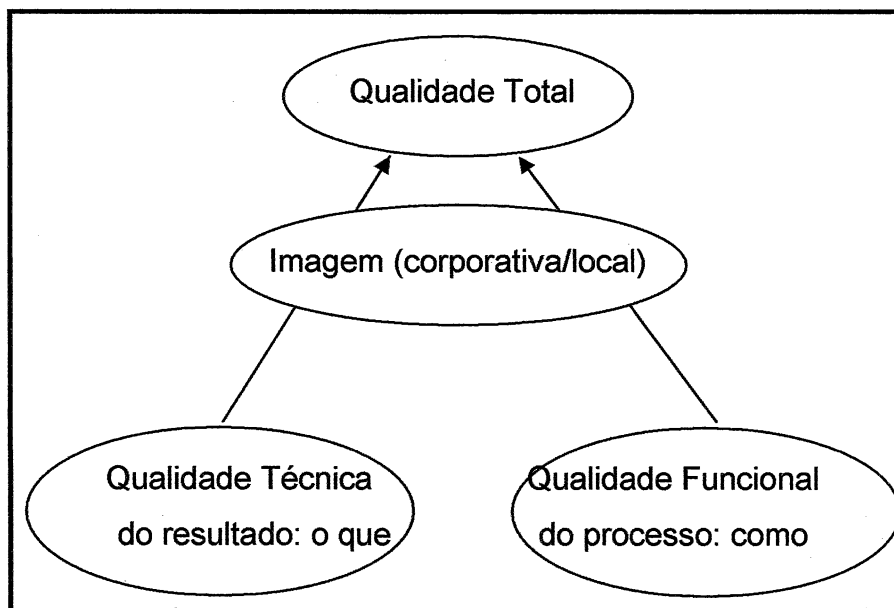 Qualidade Total
Imagem (corporativa/local)
Qualidade Técnica
do resultado: o que
Qualidade Funcional
do processo: como